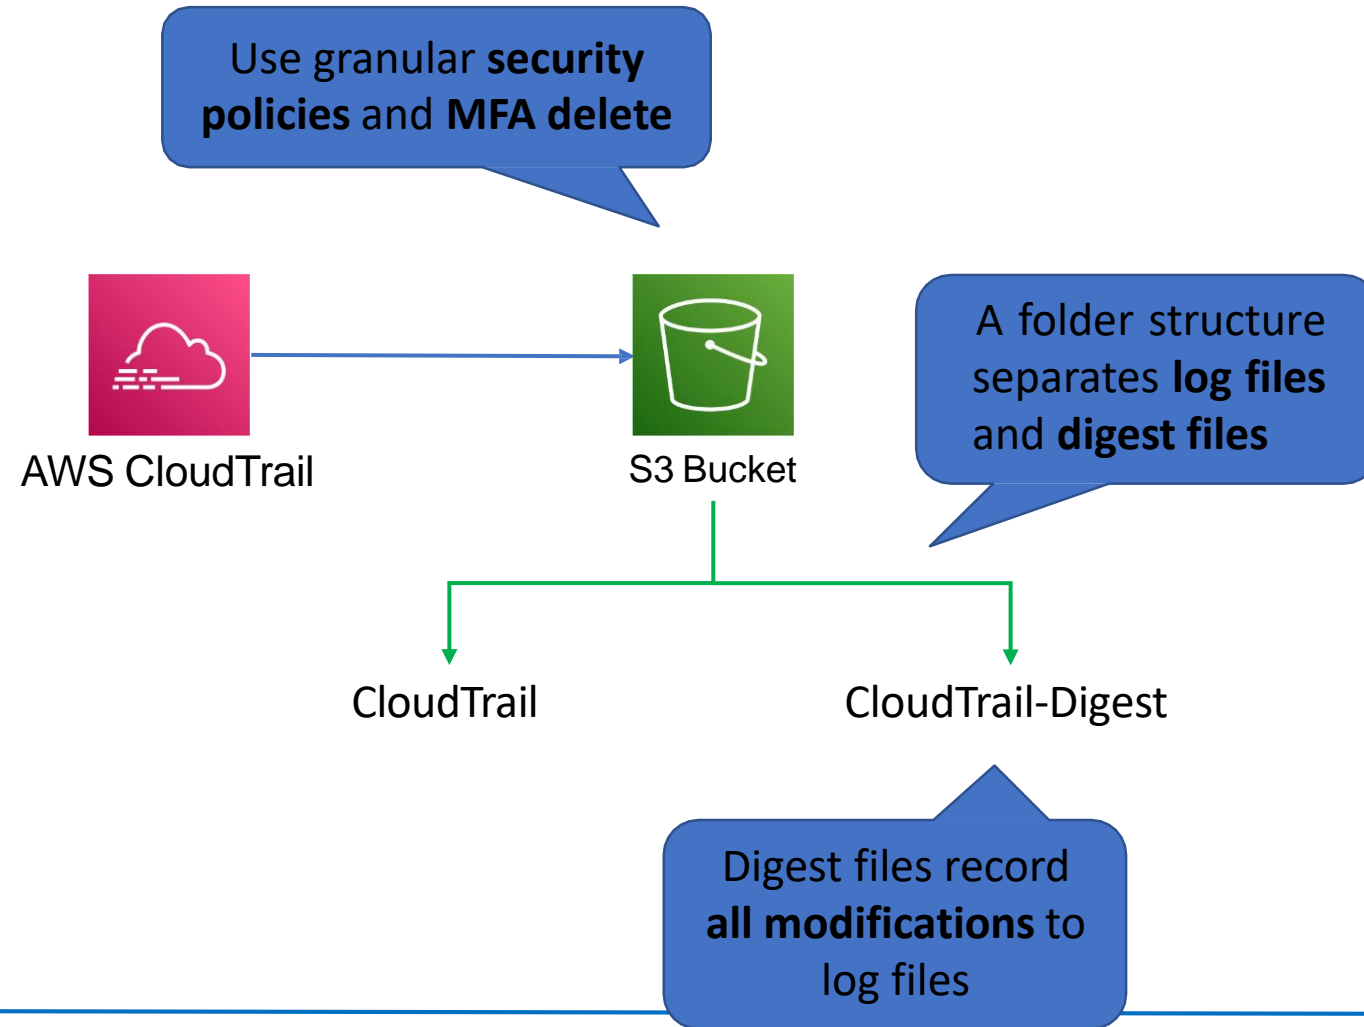 Use granular security
policies and MFA delete
AWS CloudTrail
S3 Bucket
A folder structure
separates log files
and digest files
CloudTrail
CloudTrail-Digest
Digest files record
all modifications to
log files